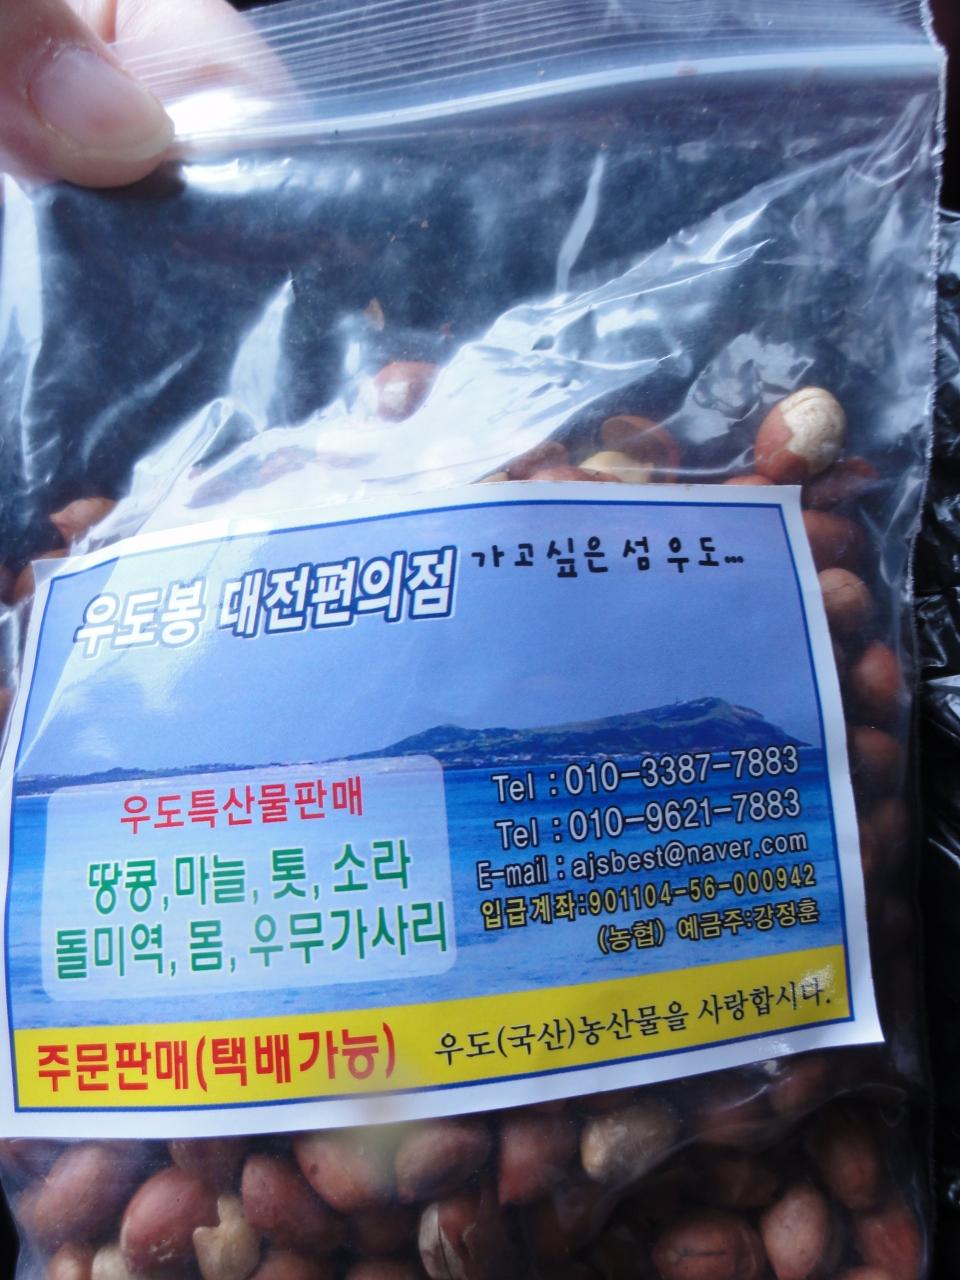 가고싶은 섬 우도...
우도봉 대전편의점
우도특산물판매
땅콩, 마늘, 톳, 소라
돌미역, 몸, 우무가사리
Tel : 010-3387-7883
Tel : 010-9621-7883
E-mail : ajsbest@naver.com
입급계좌:901104-56-000942
(농협) 예금주:강정훈
주문판매(택배가능)
우도(국산)농산물을 사랑합시다.